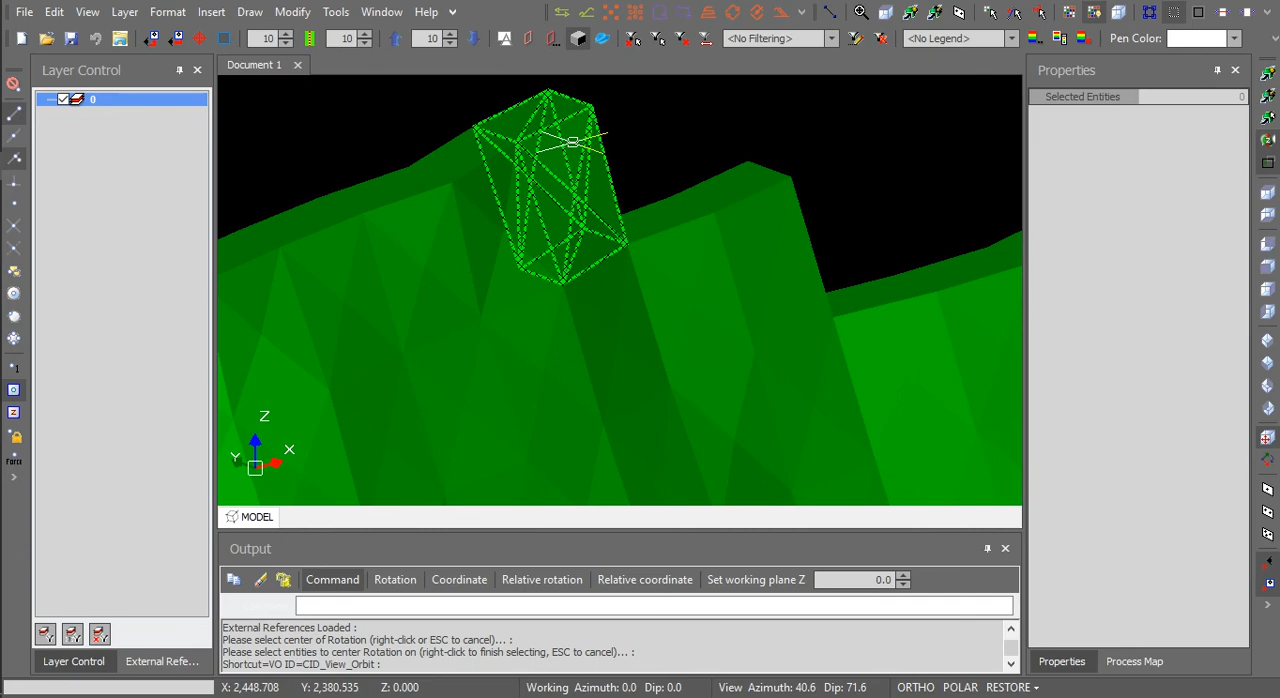 File Edit View Layer Format Insert Draw Modify Tools Window Help
10 10 10 <No Filtering> <No Legend> Pen Color:
Layer Control
Document 1
Properties
0
Selected Entities 0
1
Z
Force
Z
Y X
MODEL
Output
Command Rotation Coordinate Relative rotation Relative coordinate Set working plane Z 0.0
External References Loaded :
Please select center of Rotation (right-click or ESC to cancel)... :
Please select entities to center Rotation on (right-click to finish selecting, ESC to cancel)... :
Shortcut=VO ID=CID_View_Orbit :
Layer Control External Refe... Properties Process Map
X: 2,448.708 Y: 2,380.535 Z: 0.000 Working Azimuth: 0.0 Dip: 0.0 View Azimuth: 40.6 Dip: 71.6 ORTHO POLAR RESTORE